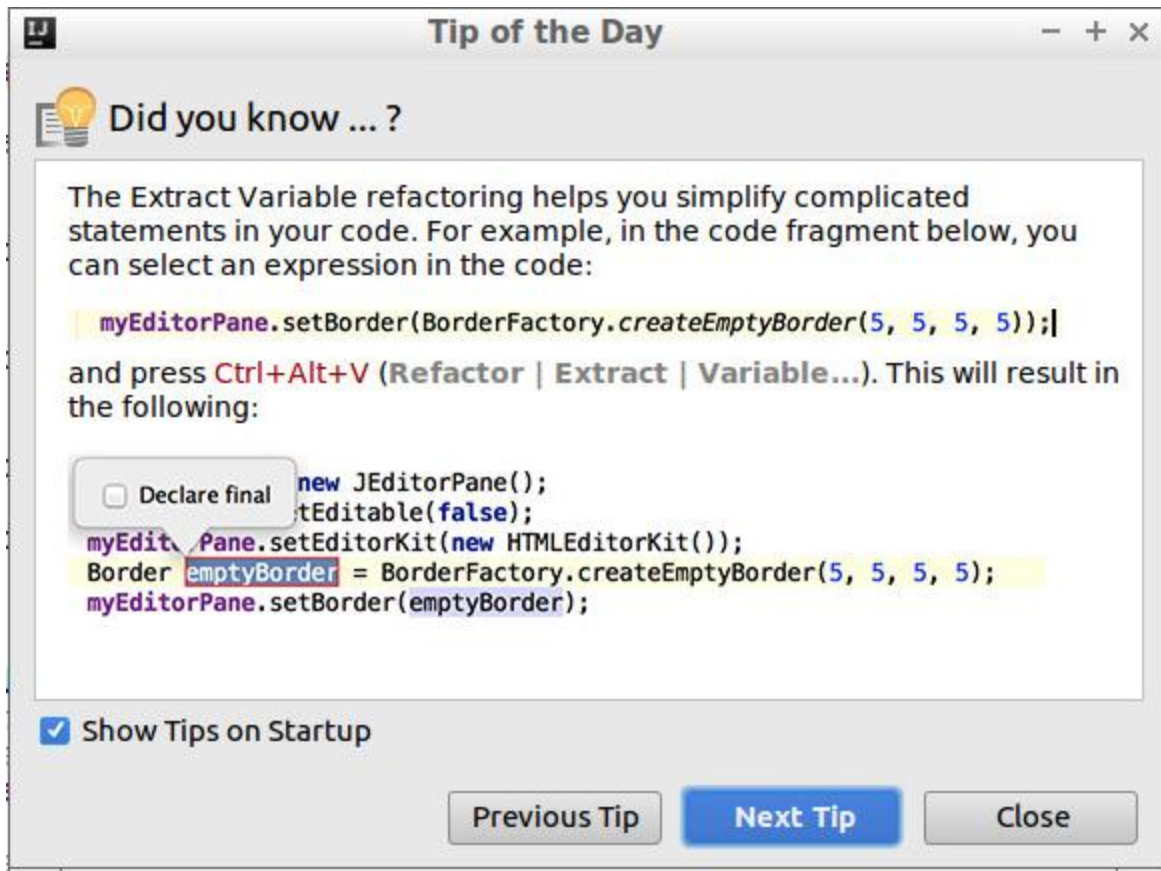 IJ
Tip of the Day
Did you know ... ?
The Extract Variable refactoring helps you simplify complicated
statements in your code. For example, in the code fragment below, you
can select an expression in the code:
myEditorPane.setBorder(BorderFactory.createEmptyBorder(5, 5, 5, 5));
and press Ctrl+Alt+V (Refactor | Extract | Variable...). This will result in
the following:
Declare final
new JEditorPane();
tEditable(false);
myEdit Pane.setEditorKit(new HTMLEditorKit());
Border emptyBorder = BorderFactory.createEmptyBorder(5, 5, 5, 5);
myEditorPane.setBorder(emptyBorder);
Show Tips on Startup
Previous Tip
Next Tip
Close